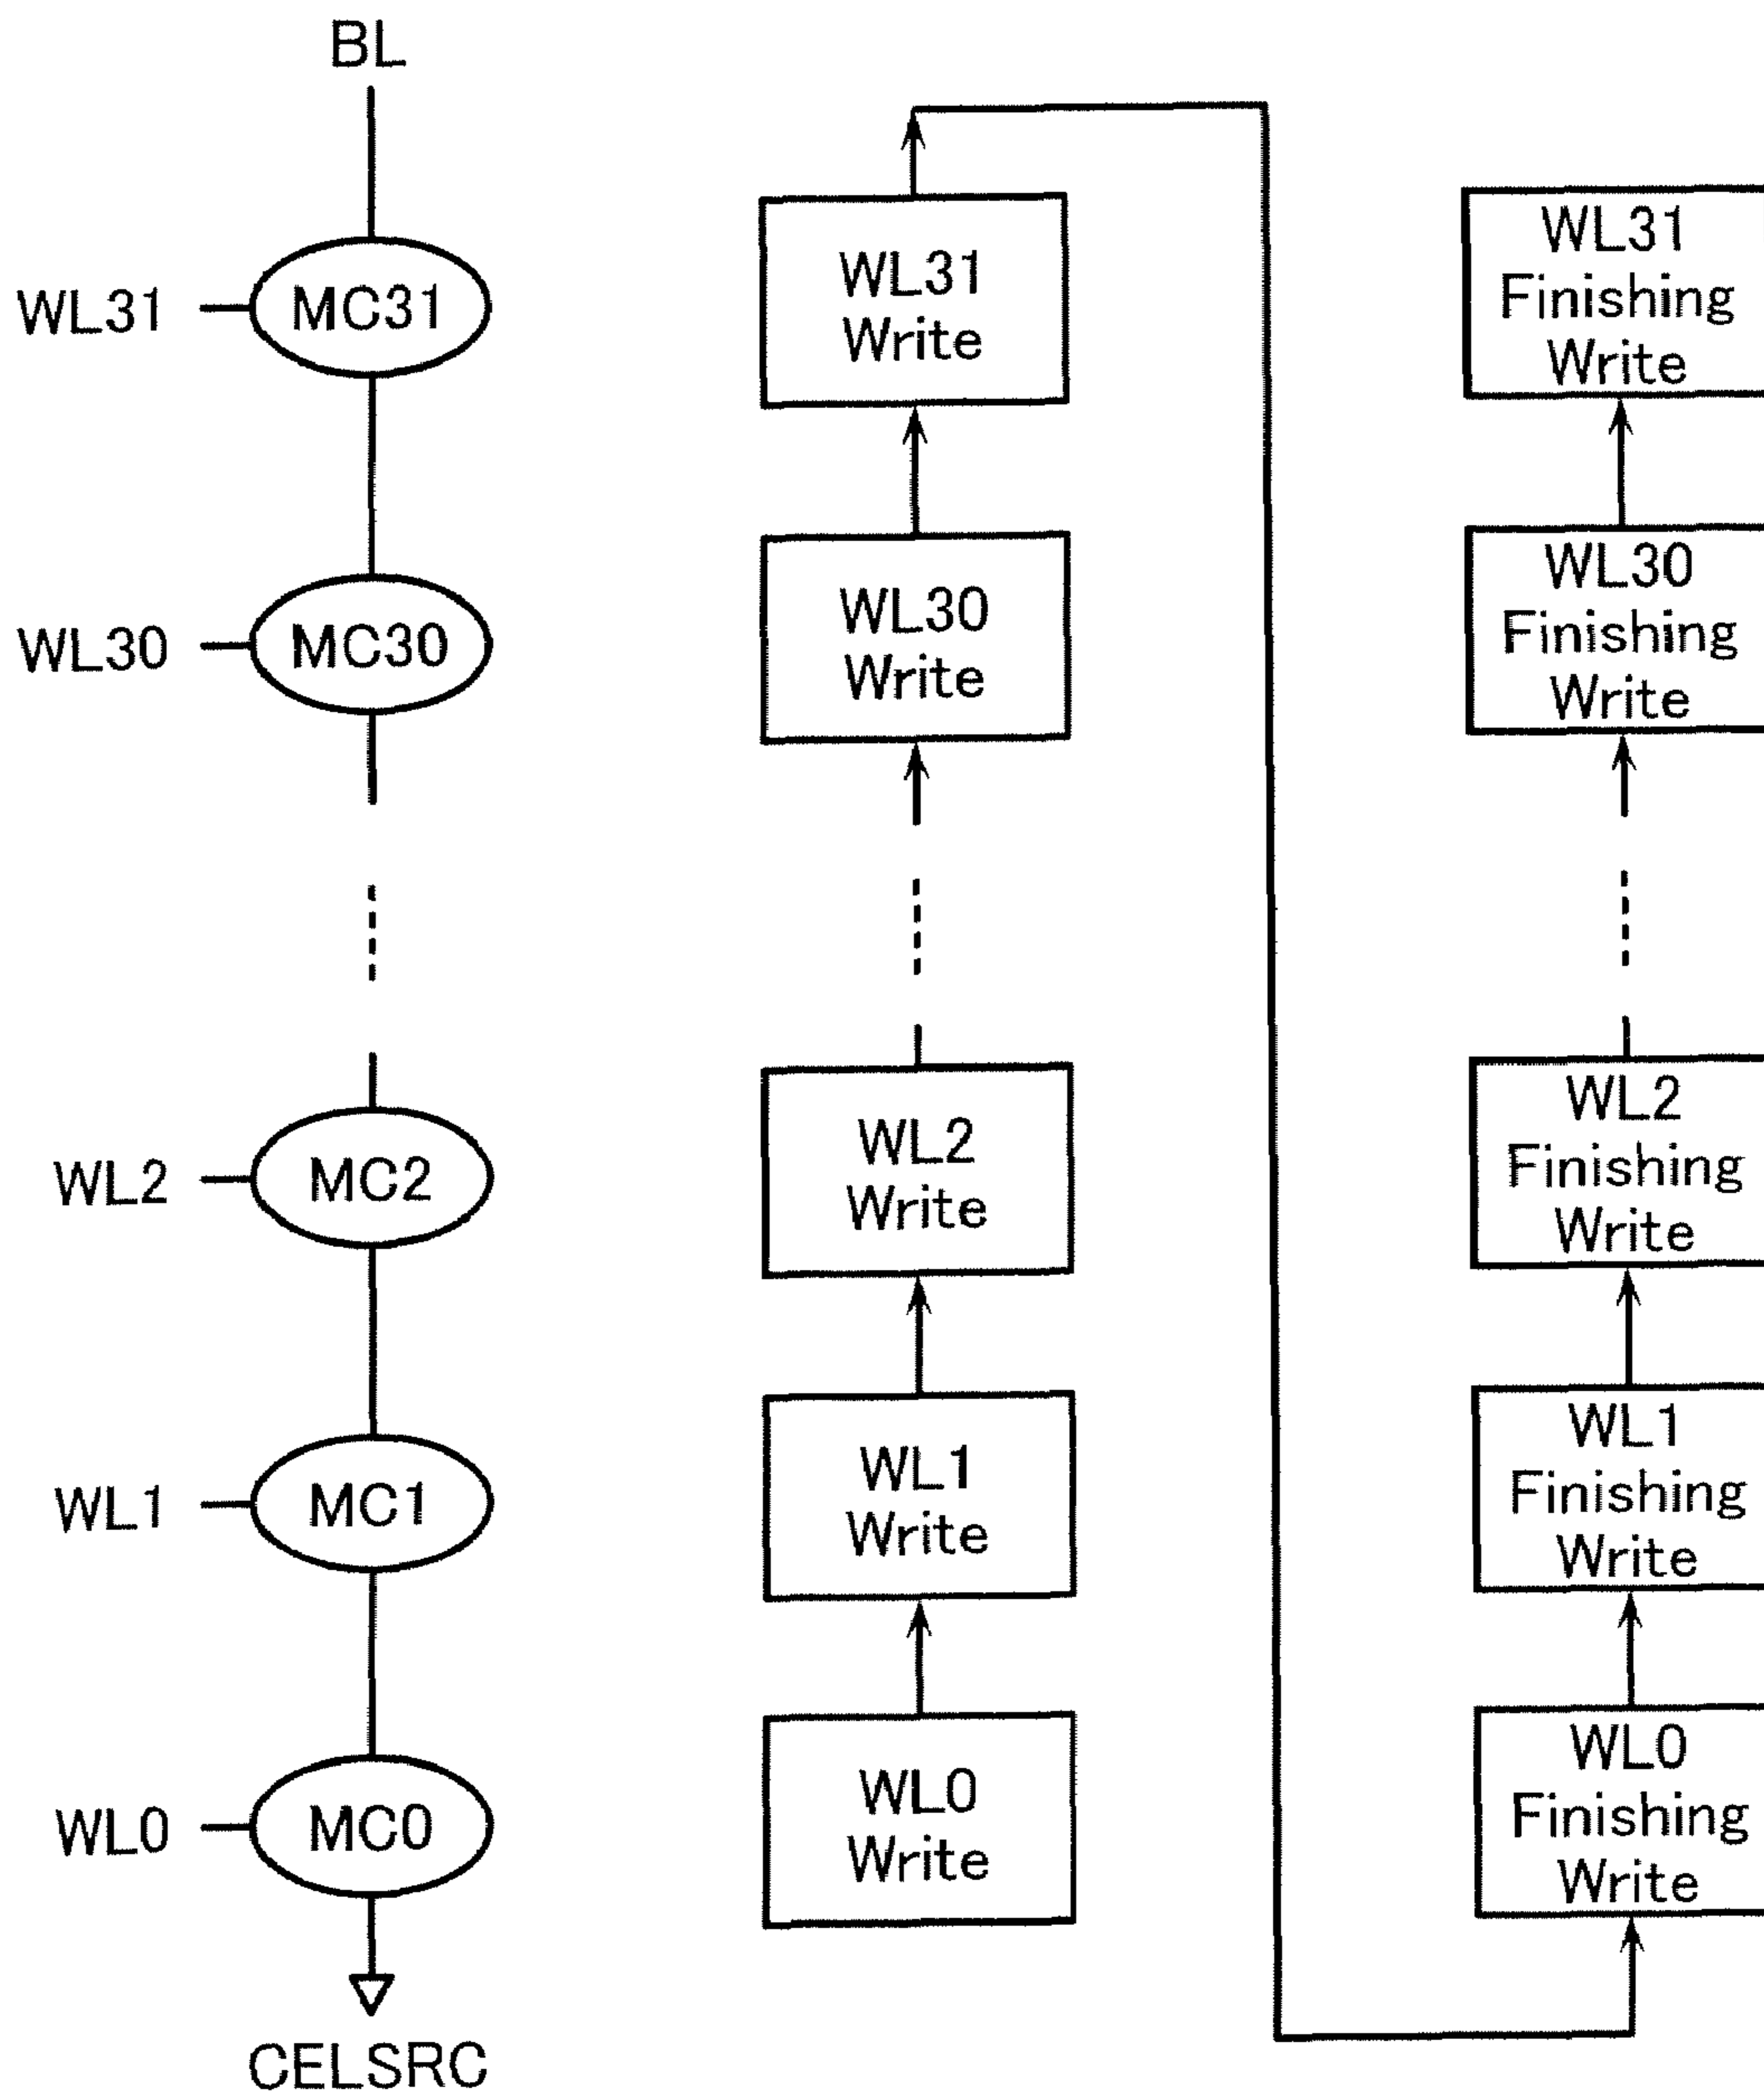 BL
WL31
MC31
WL30
MC30
WL2
MC2
WL1
MC1
WL0
MC0
CELSRC
WL31
Write
WL30
Write
WL2
Write
WL1
Write
WL0
Write
WL31
Finishing
Write
WL30
Finishing
Write
WL2
Finishing
Write
WL1
Finishing
Write
WL0
Finishing
Write